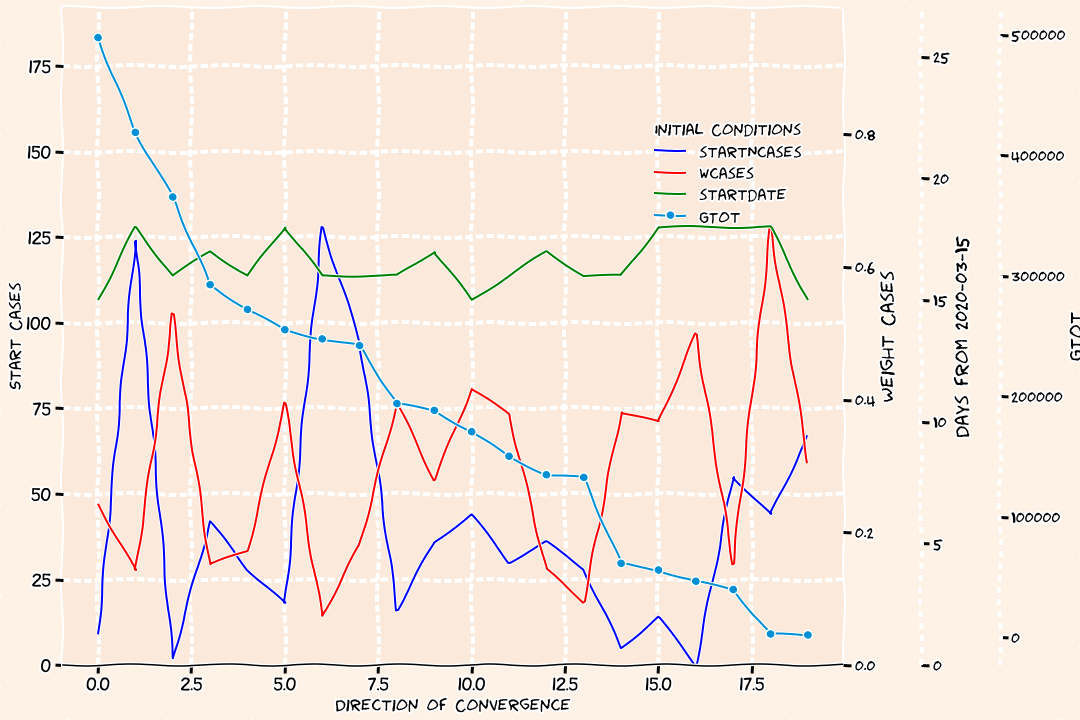 175
150
125
100
75
50
25
0
START CASES
0.0 2.5 5.0 7.5 10.0 12.5 15.0 17.5
DIRECTION OF CONVERGENCE
INITIAL CONDITIONS
STARTNCASES
WCASES
STARTDATE
GTOT
0.8
0.6
0.4
0.2
0.0
WEIGHT CASES
25
20
15
10
5
0
DAYS FROM 2020-03-15
500000
400000
300000
200000
100000
0
GTOT